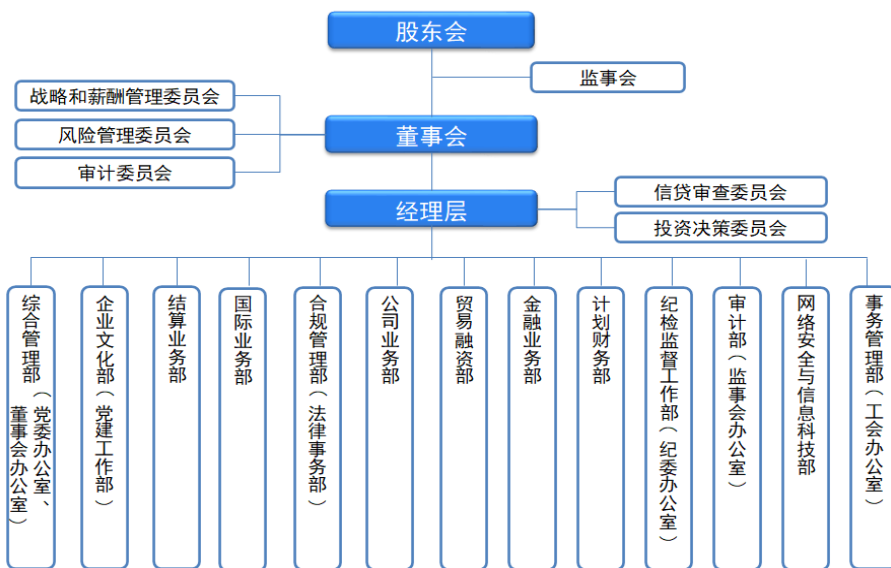 股东会
监事会
战略和薪酬管理委员会
风险管理委员会
审计委员会
董事会
经理层
信贷审查委员会
投资决策委员会
综合管理部（党委办公室、
董事会办公室）
企业文化部（党建工作部）
结算业务部
国际业务部
合规管理部（法律事务部）
公司业务部
贸易融资部
金融业务部
计划财务部
纪检监督工作部（纪委办公室）
审计部（监事会办公室）
网络安全与信息科技部
事务管理部（工会办公室）